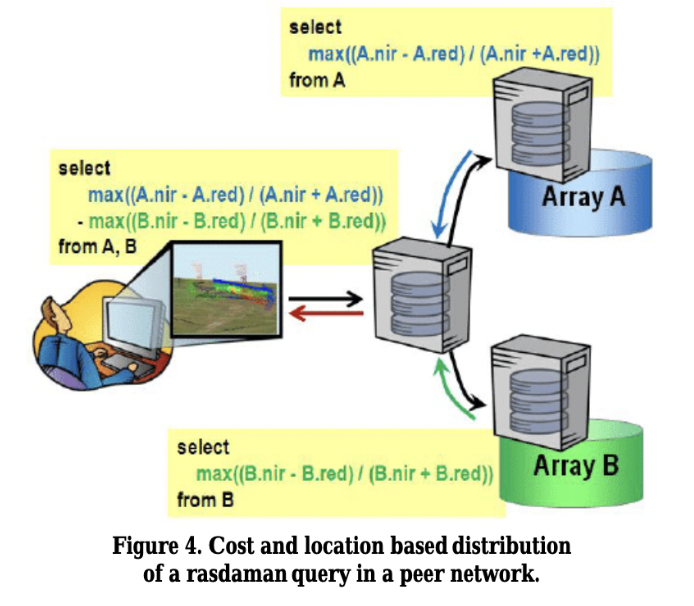 select
max((A.nir - A.red) / (A.nir +A.red))
from A
Array A
select
max((A.nir - A.red) / (A.nir + A.red))
- max((B.nir - B.red) / (B.nir + B.red))
from A, B
select
max((B.nir - B.red) / (B.nir + B.red))
from B
Array B
Figure 4. Cost and location based distribution
of a rasdaman query in a peer network.